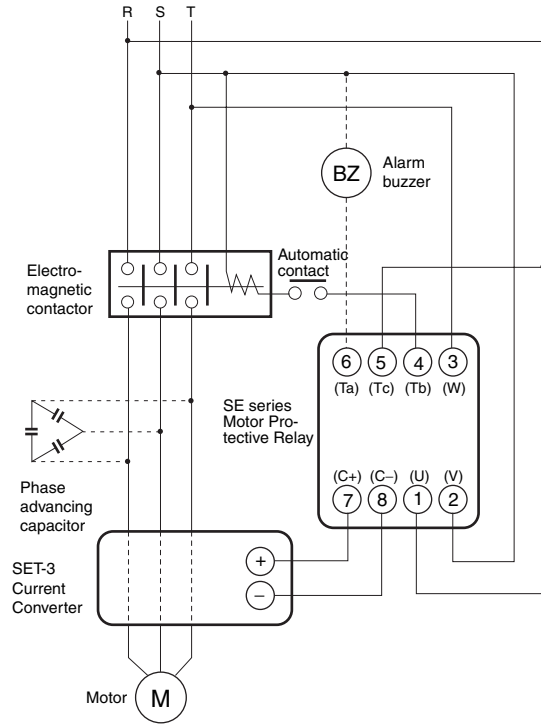 R S T
BZ
Alarm
buzzer
Electro-
magnetic
contactor
Automatic
contact
6 5 4 3
(Ta) (Tc) (Tb) (W)
SE series
Motor Pro-
tective Relay
(C+) (C−) (U) (V)
7 8 1 2
Phase
advancing
capacitor
SET-3
Current
Converter
+
−
Motor
M